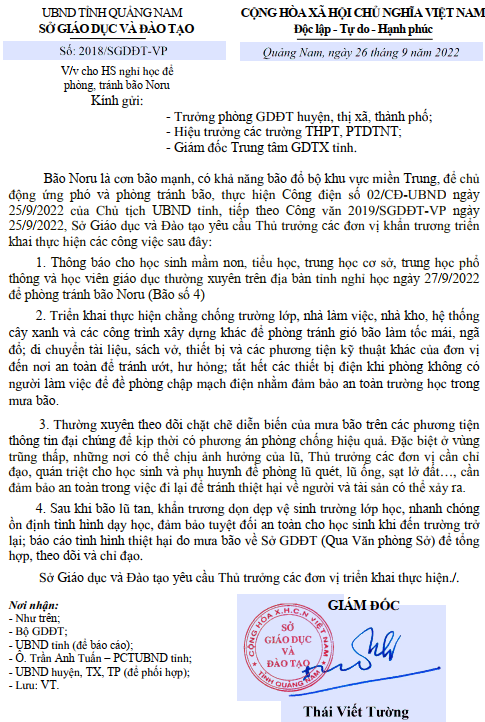 UBND TỈNH QUẢNG NAM
SỞ GIÁO DỤC VÀ ĐÀO TẠO
Số: 2018/SGDĐT-VP
V/v cho HS nghỉ học để
phòng, tránh bão Noru
CỘNG HÒA XÃ HỘI CHỦ NGHĨA VIỆT NAM
Độc lập - Tự do - Hạnh phúc
Quảng Nam, ngày 26 tháng 9 năm 2022
Kính gửi:
- Trưởng phòng GDĐT huyện, thị xã, thành phố;
- Hiệu trưởng các trường THPT, PTDTNT;
- Giám đốc Trung tâm GDTX tỉnh.
Bão Noru là cơn bão mạnh, có khả năng bão đổ bộ khu vực miền Trung, để chủ
động ứng phó và phòng tránh bão, thực hiện Công điện số 02/CĐ-UBND ngày
25/9/2022 của Chủ tịch UBND tỉnh, tiếp theo Công văn 2019/SGDĐT-VP ngày
25/9/2022, Sở Giáo dục và Đào tạo yêu cầu Thủ trưởng các đơn vị khẩn trương triển
khai thực hiện các công việc sau đây:
1. Thông báo cho học sinh mầm non, tiểu học, trung học cơ sở, trung học phổ
thông và học viên giáo dục thường xuyên trên địa bàn tỉnh nghỉ học ngày 27/9/2022
để phòng tránh bão Noru (Bão số 4)
2. Triển khai thực hiện chằng chống trường lớp, nhà làm việc, nhà kho, hệ thống
cây xanh và các công trình xây dựng khác để phòng tránh gió bão làm tốc mái, ngã
đổ; di chuyển tài liệu, sách vở, thiết bị và các phương tiện kỹ thuật khác của đơn vị
đến nơi an toàn để tránh ướt, hư hỏng; tắt hết các thiết bị điện khi phòng không có
người làm việc để đề phòng chập mạch điện nhằm đảm bảo an toàn trường học trong
mưa bão.
3. Thường xuyên theo dõi chặt chẽ diễn biến của mưa bão trên các phương tiện
thông tin đại chúng để kịp thời có phương án phòng chống hiệu quả. Đặc biệt ở vùng
trũng thấp, những nơi có thể chịu ảnh hưởng của lũ, Thủ trưởng các đơn vị cần chỉ
đạo, quán triệt cho học sinh và phụ huynh đề phòng lũ quét, lũ ống, sạt lở đất…, cần
đảm bảo an toàn trong việc đi lại để tránh thiệt hại về người và tài sản có thể xảy ra.
4. Sau khi bão lũ tan, khẩn trương dọn dẹp vệ sinh trường lớp học, nhanh chóng
ổn định tình hình dạy học, đảm bảo tuyệt đối an toàn cho học sinh khi đến trường trở
lại; báo cáo tình hình thiệt hại do mưa bão về Sở GDĐT (Qua Văn phòng Sở) để tổng
hợp, theo dõi và chỉ đạo.
Sở Giáo dục và Đào tạo yêu cầu Thủ trưởng các đơn vị triển khai thực hiện./.
Nơi nhận:
- Như trên;
- Bộ GDĐT;
- UBND tỉnh (để báo cáo);
- Ô. Trần Anh Tuấn – PCTUBND tỉnh;
- UBND huyện, TX, TP (để phối hợp);
- Lưu: VT.
GIÁM ĐỐC
CỘNG HÒA X.H.C.N VIỆT NAM
SỞ
GIÁO DỤC
VÀ
ĐÀO TẠO
TỈNH QUẢNG NAM
Thái Viết Tường